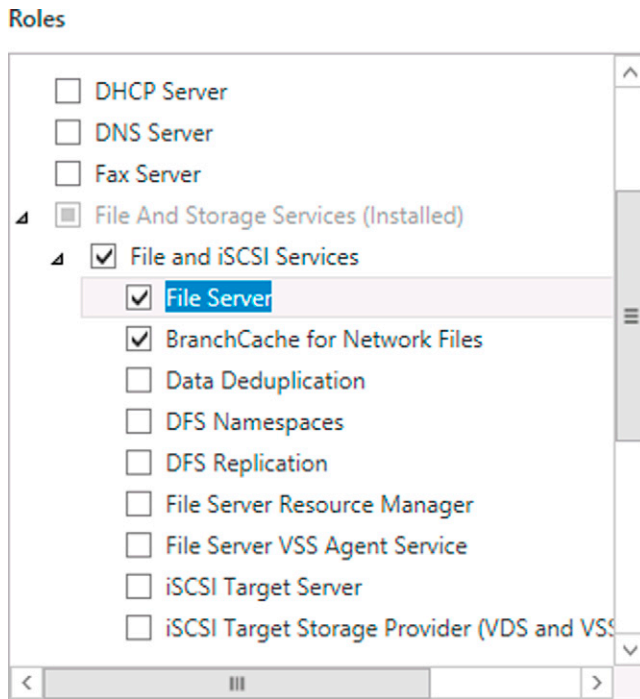 Roles
DHCP Server
DNS Server
Fax Server
File And Storage Services (Installed)
File and iSCSI Services
File Server
BranchCache for Network Files
Data Deduplication
DFS Namespaces
DFS Replication
File Server Resource Manager
File Server VSS Agent Service
iSCSI Target Server
iSCSI Target Storage Provider (VDS and VSS